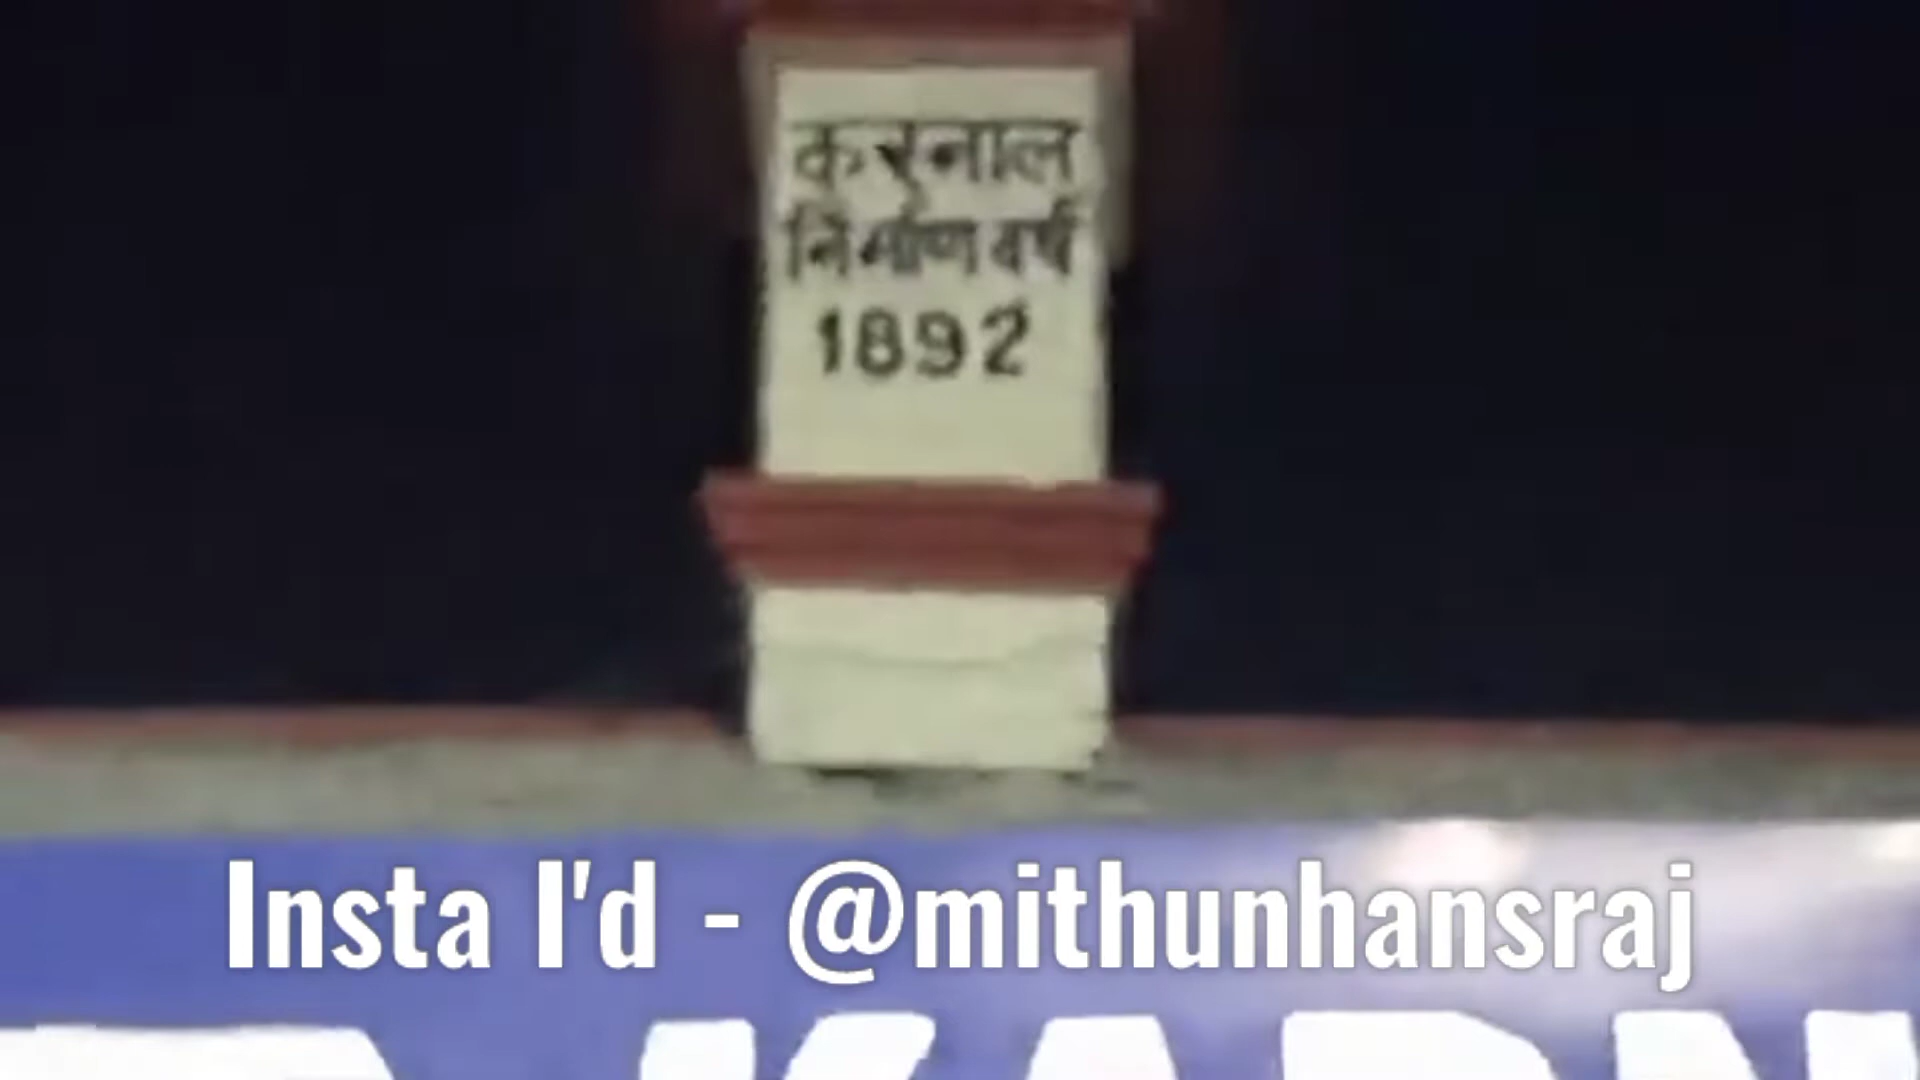 करनाल
निर्माण वर्ष
1892
Insta I'd - @mithunhansraj